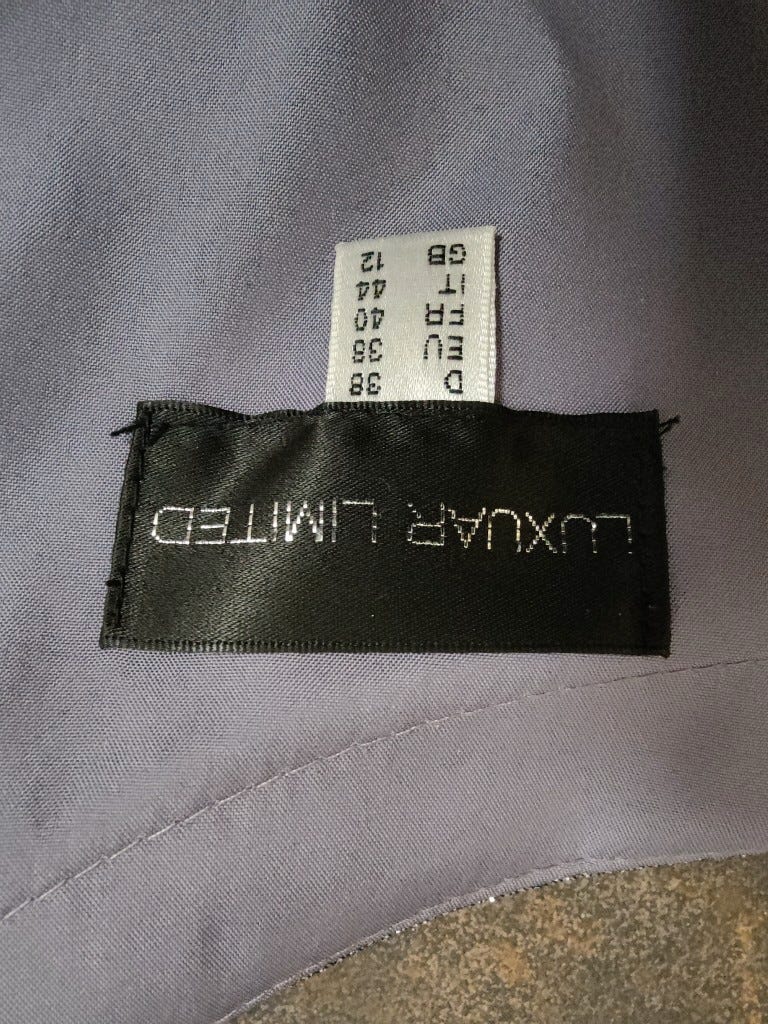 LUXUAR LIMITED
D 38
EU 38
FR 40
IT 44
GB 12